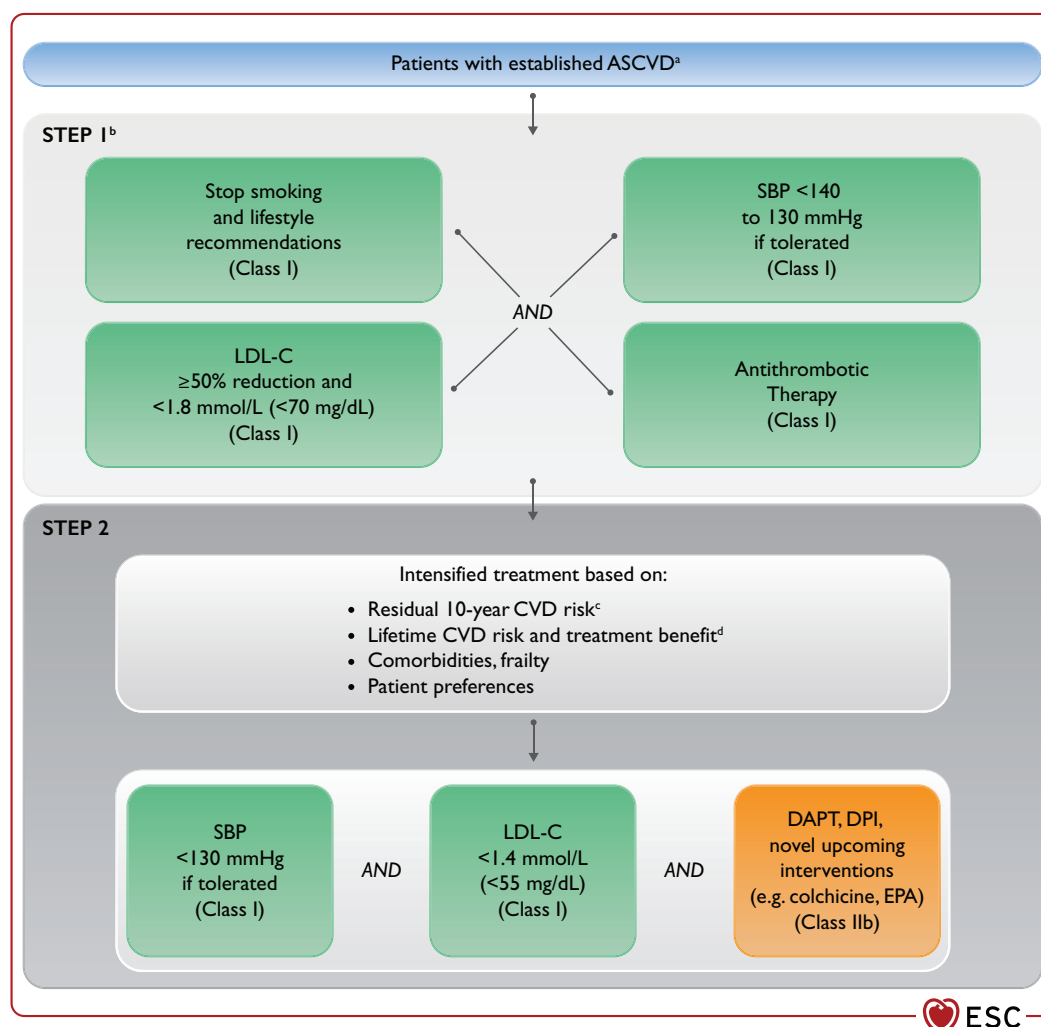 Patients with established ASCVDᵃ
STEP 1ᵇ
Stop smoking
and lifestyle
recommendations
(Class I)
SBP <140
to 130 mmHg
if tolerated
(Class I)
AND
LDL-C
≥50% reduction and
<1.8 mmol/L (<70 mg/dL)
(Class I)
Antithrombotic
Therapy
(Class I)
STEP 2
Intensified treatment based on:
• Residual 10-year CVD riskᶜ
• Lifetime CVD risk and treatment benefitᵈ
• Comorbidities, frailty
• Patient preferences
SBP
<130 mmHg
if tolerated
(Class I)
AND
LDL-C
<1.4 mmol/L
(<55 mg/dL)
(Class I)
AND
DAPT, DPI,
novel upcoming
interventions
(e.g. colchicine, EPA)
(Class IIb)
ESC